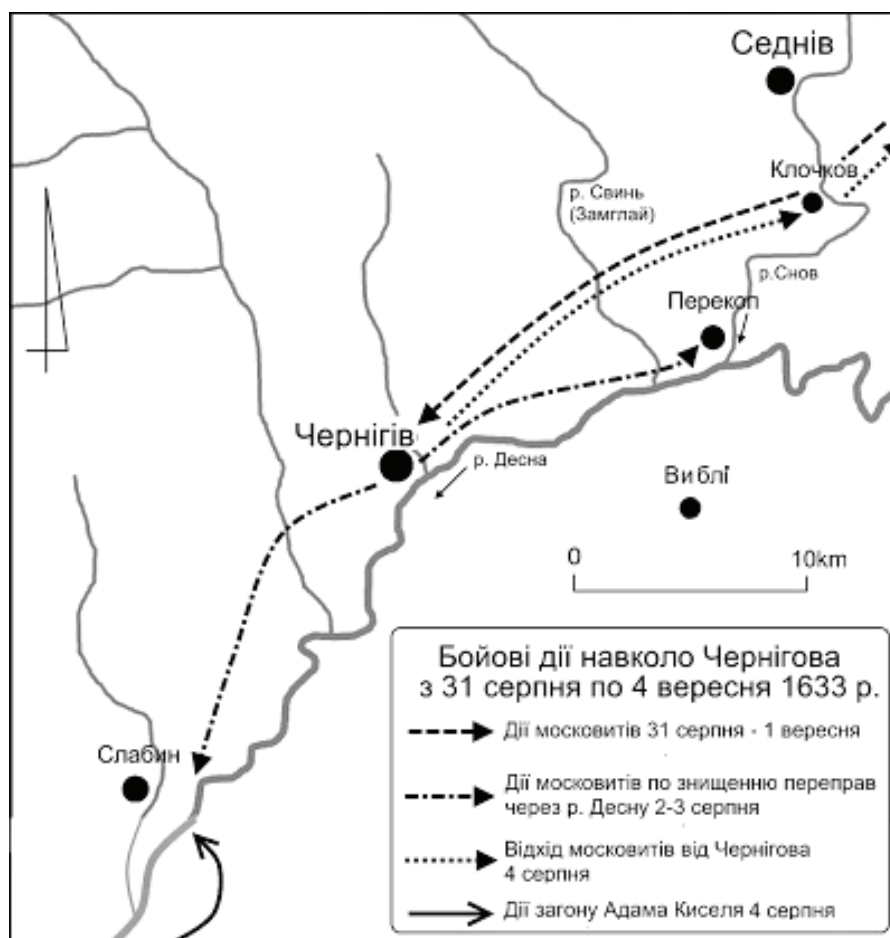 Седнів
Клочков
р. Свинь
(Замглай)
р.Снов
Перекоп
Чернігів
р. Десна
Виблі
0 10km
Слабин
Бойові дії навколо Чернігова
з 31 серпня по 4 вересня 1633 р.
Дії московитів 31 серпня - 1 вересня
Дії московитів по знищенню переправ
через р. Десну 2-3 серпня
Відхід московитів від Чернігова
4 серпня
Дії загону Адама Киселя 4 серпня